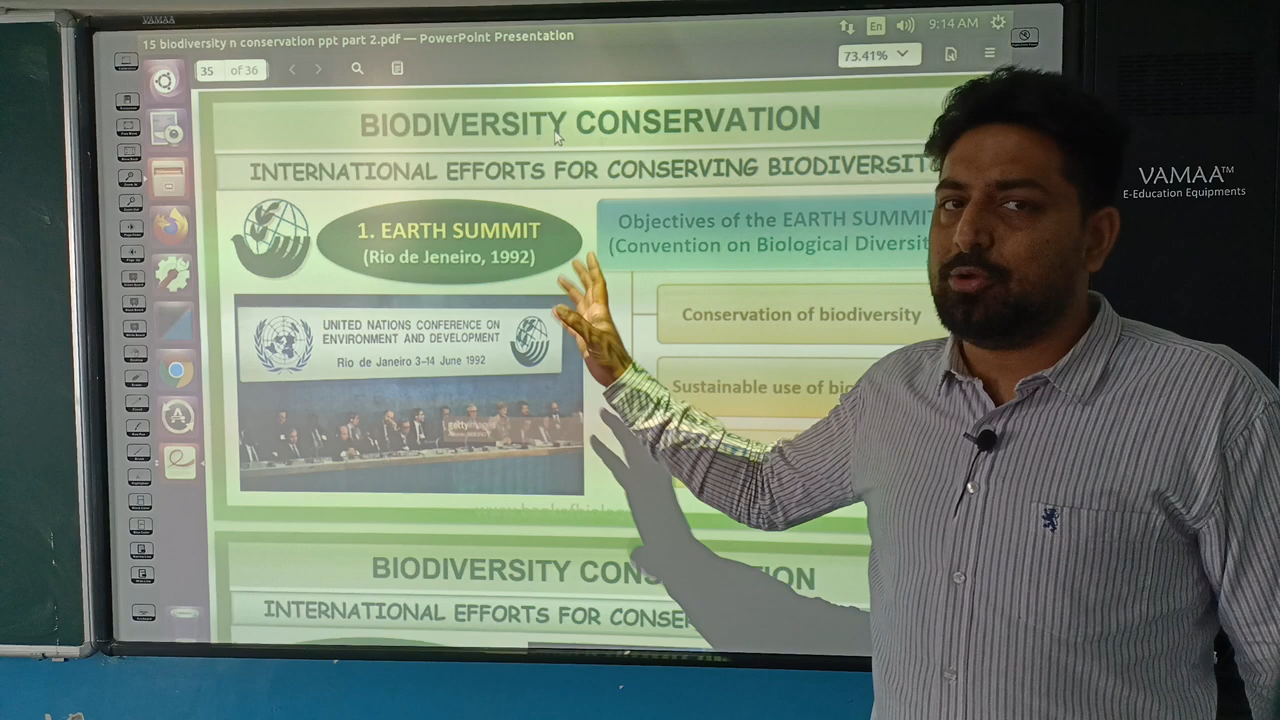 VAMAA
15 biodiversity n conservation ppt part 2.pdf — PowerPoint Presentation
En
9:14 AM
35 of 36
73.41%
BIODIVERSITY CONSERVATION
INTERNATIONAL EFFORTS FOR CONSERVING BIODIVERSIT
1. EARTH SUMMIT
(Rio de Jeneiro, 1992)
Objectives of the EARTH SUMMIT
(Convention on Biological Diversit
UNITED NATIONS CONFERENCE ON
ENVIRONMENT AND DEVELOPMENT
Rio de Janeiro 3-14 June 1992
gettyimages
Conservation of biodiversity
Sustainable use of bio
BIODIVERSITY CONS ON
INTERNATIONAL EFFORTS FOR CONSER
VAMAA™
E-Education Equipments